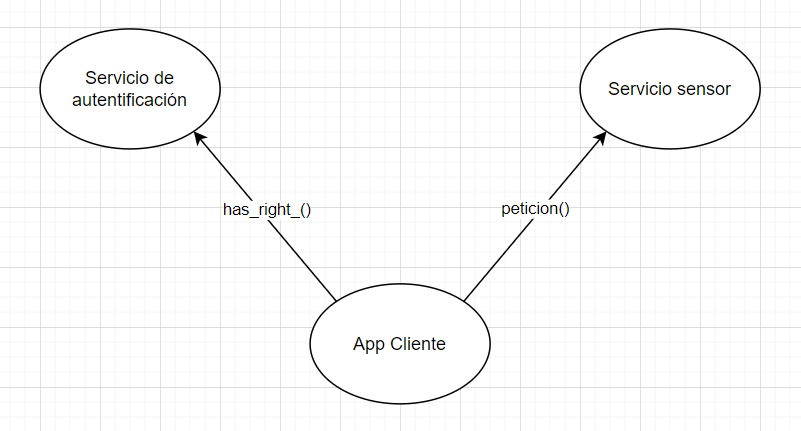 Servicio de
autentificación
Servicio sensor
has_right_()
peticion()
App Cliente